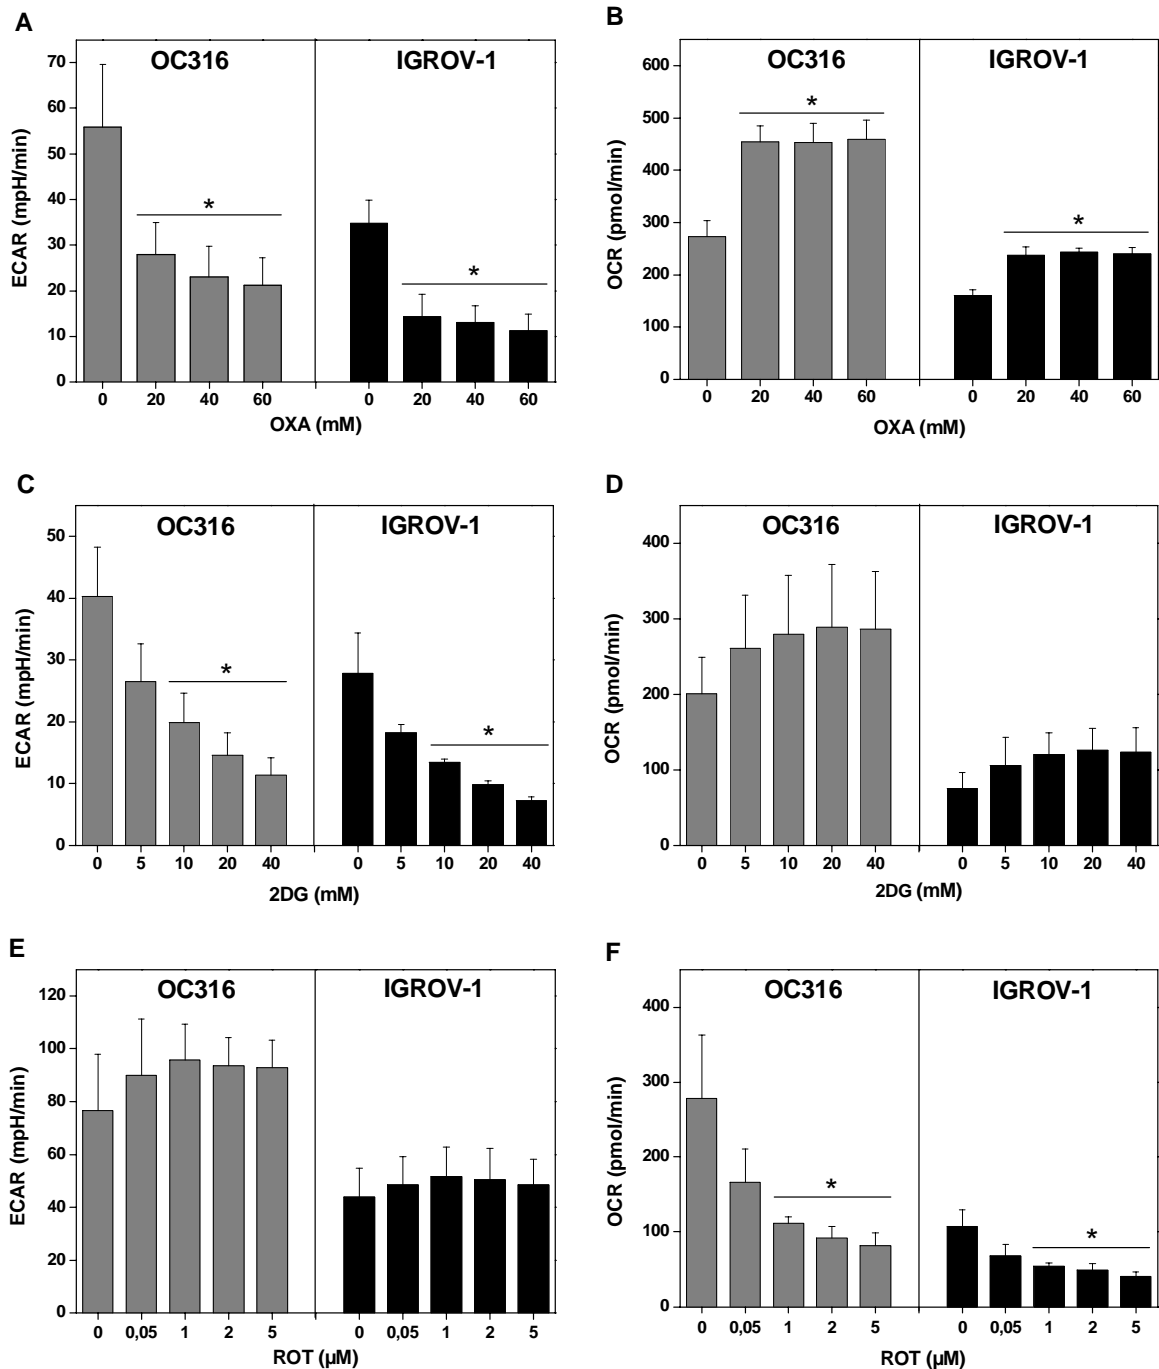 A
OC316
IGROV-1
ECAR (mpH/min)
70
60
50
40
30
20
10
0
*
*
0 20 40 60 0 20 40 60
OXA (mM)
B
OC316
IGROV-1
OCR (pmol/min)
600
500
400
300
200
100
0
*
*
0 20 40 60 0 20 40 60
OXA (mM)
C
OC316
IGROV-1
ECAR (mpH/min)
50
40
30
20
10
0
*
*
0 5 10 20 40 0 5 10 20 40
2DG (mM)
D
OC316
IGROV-1
OCR (pmol/min)
400
300
200
100
0
0 5 10 20 40 0 5 10 20 40
2DG (mM)
E
OC316
IGROV-1
ECAR (mpH/min)
120
100
80
60
40
20
0
0 0,05 1 2 5 0 0,05 1 2 5
ROT (µM)
F
OC316
IGROV-1
OCR (pmol/min)
400
300
200
100
0
*
*
0 0,05 1 2 5 0 0,05 1 2 5
ROT (µM)